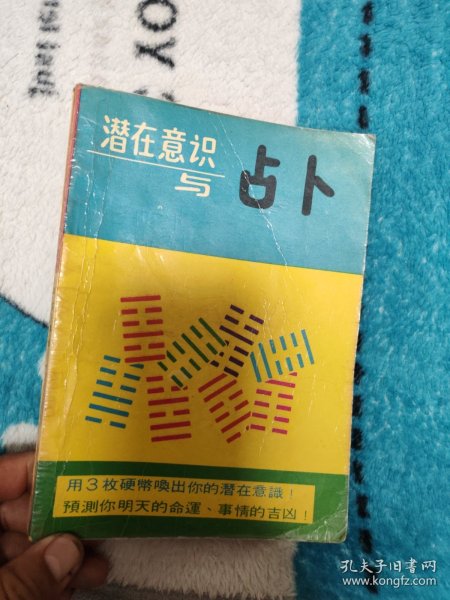 潜在意识
与 占卜
用3枚硬幣喚出你的潛在意識！
預測你明天的命運、事情的吉凶！
OY
孔夫子旧书网
www.kongfz.com